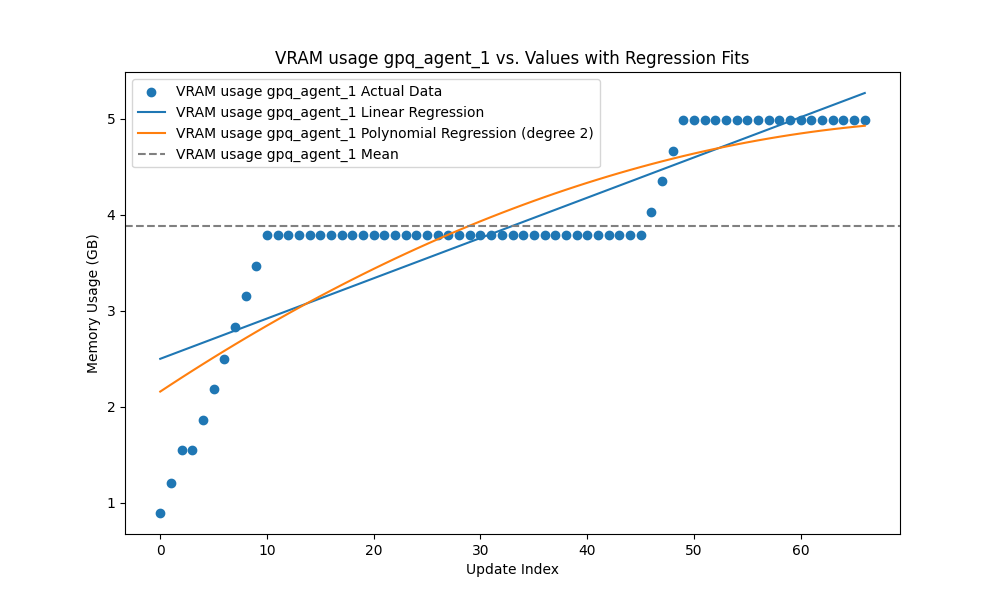 VRAM usage gpq_agent_1 vs. Values with Regression Fits
VRAM usage gpq_agent_1 Actual Data
VRAM usage gpq_agent_1 Linear Regression
VRAM usage gpq_agent_1 Polynomial Regression (degree 2)
VRAM usage gpq_agent_1 Mean
Memory Usage (GB)
5
4
3
2
1
0 10 20 30 40 50 60
Update Index